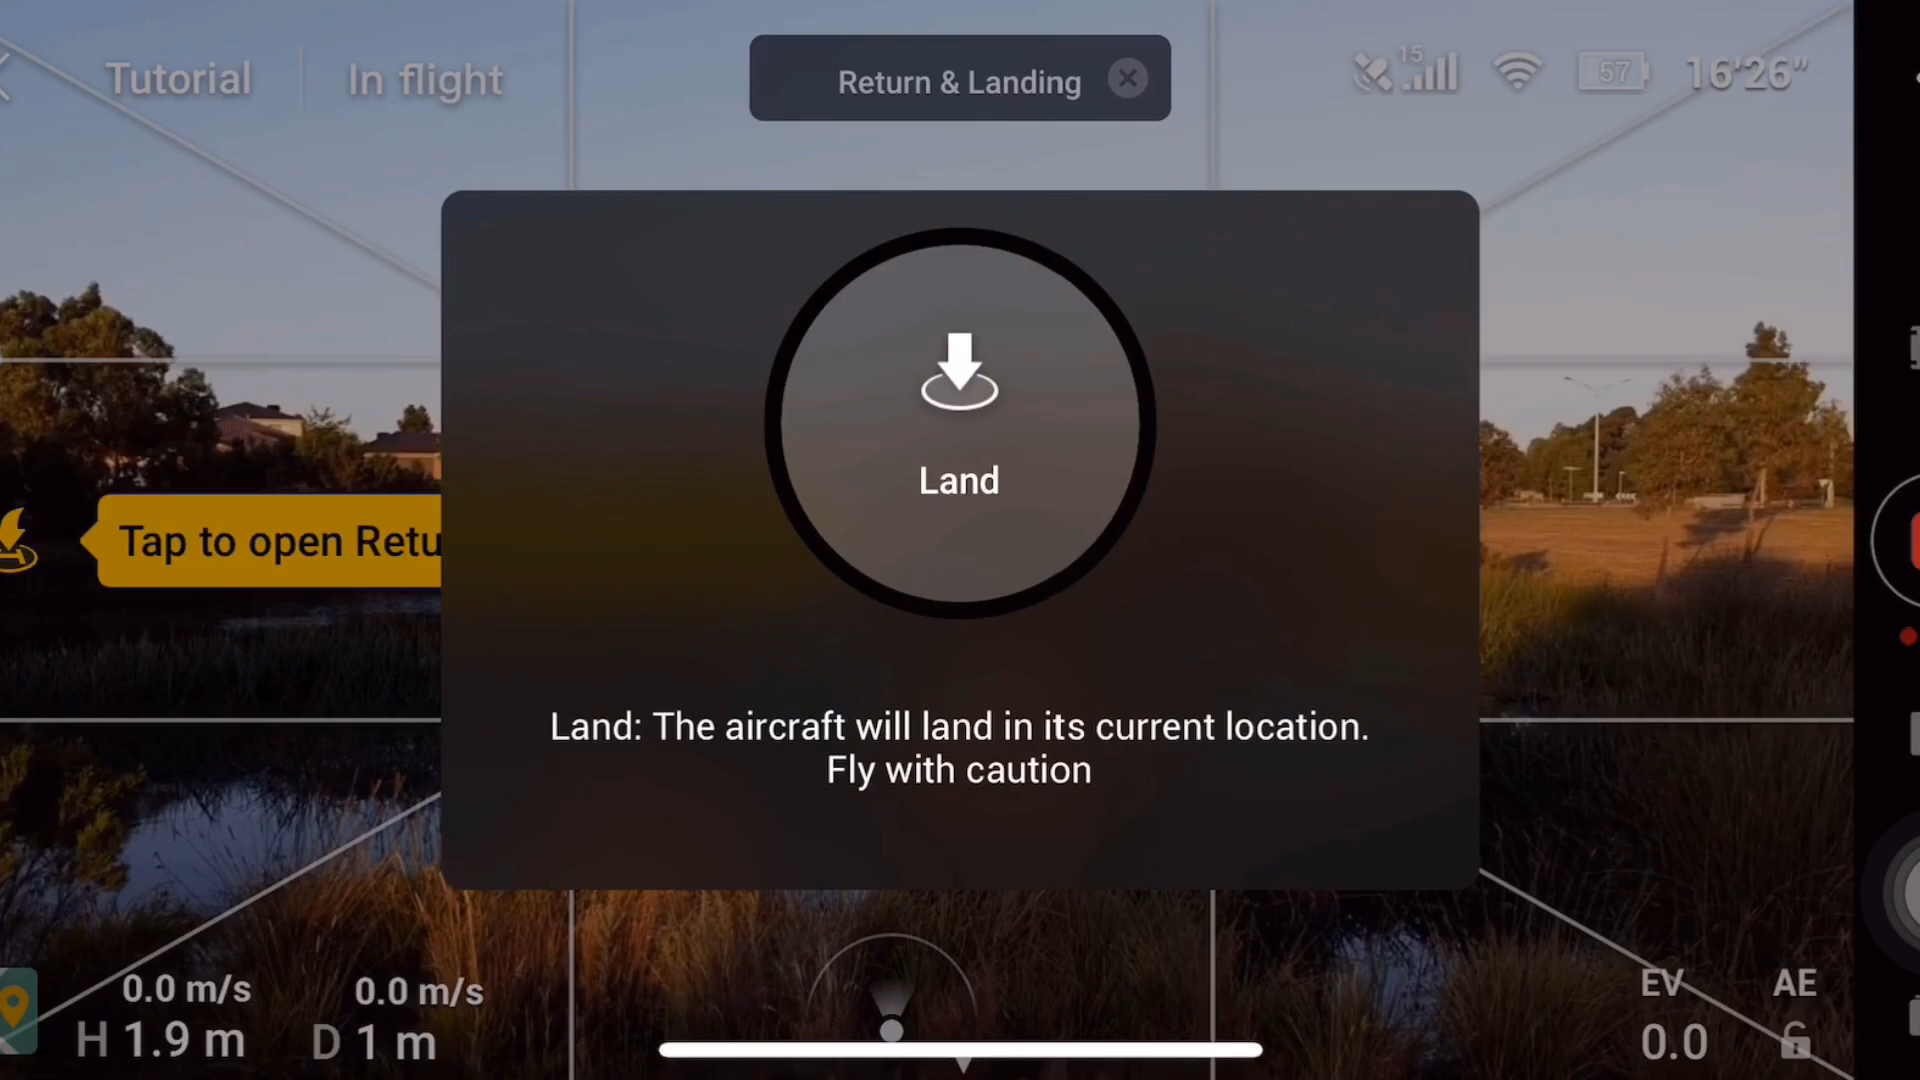 Tutorial
In flight
Return & Landing
15
57
16'26"
Land
Tap to open Retu
Land: The aircraft will land in its current location.
Fly with caution
0.0 m/s
0.0 m/s
H 1.9 m
D 1 m
EV
AE
0.0